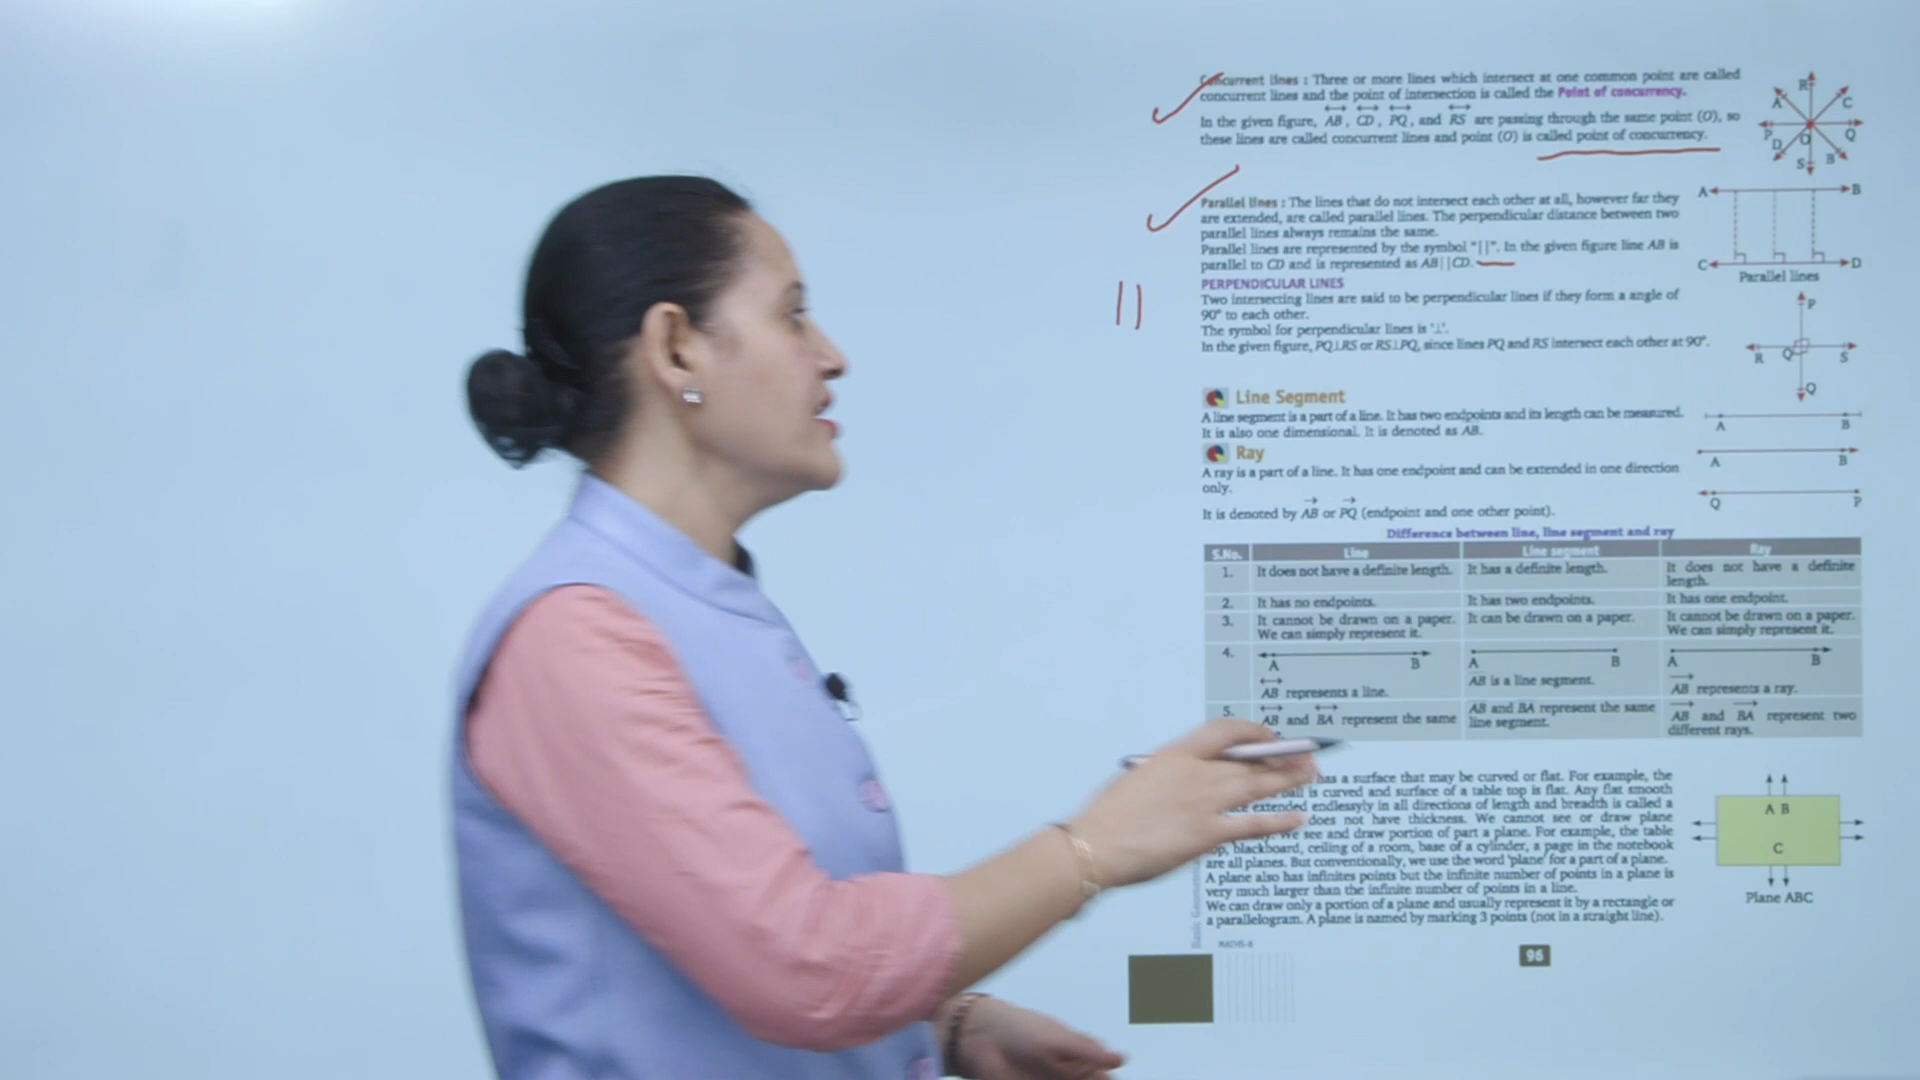 Concurrent lines : Three or more lines which intersect at one common point are called
concurrent lines and the point of intersection is called the Point of concurrency.
In the given figure, AB, CD, PQ, and RS are passing through the same point (O), so
these lines are called concurrent lines and point (O) is called point of concurrency.
R
A
C
P
Q
D
O
S
B
Parallel lines : The lines that do not intersect each other at all, however far they
are extended, are called parallel lines. The perpendicular distance between two
parallel lines always remains the same.
Parallel lines are represented by the symbol "||". In the given figure line AB is
parallel to CD and is represented as AB||CD.
A B
C D
Parallel lines
||
PERPENDICULAR LINES
Two intersecting lines are said to be perpendicular lines if they form a angle of
90° to each other.
The symbol for perpendicular lines is '⊥'.
In the given figure, PQ⊥RS or RS⊥PQ, since lines PQ and RS intersect each other at 90°.
P
R Q S
Q
Line Segment
A line segment is a part of a line. It has two endpoints and its length can be measured.
It is also one dimensional. It is denoted as AB.
A B
Ray
A ray is a part of a line. It has one endpoint and can be extended in one direction
only.
It is denoted by AB or PQ (endpoint and one other point).
A B
Q P
Difference between line, line segment and ray
S.No. Line Line segment Ray
1. It does not have a definite length. It has a definite length. It does not have a definite
length.
2. It has no endpoints. It has two endpoints. It has one endpoint.
3. It cannot be drawn on a paper. It can be drawn on a paper. It cannot be drawn on a paper.
We can simply represent it. We can simply represent it.
4. A B A B A B
AB represents a line. AB is a line segment. AB represents a ray.
5. AB and BA represent the same AB and BA represent the same AB and BA represent two
line segment. different rays.
has a surface that may be curved or flat. For example, the
is curved and surface of a table top is flat. Any flat smooth
extended endlessly in all directions of length and breadth is called a
does not have thickness. We cannot see or draw plane
We see and draw portion of part a plane. For example, the table
top, blackboard, ceiling of a room, base of a cylinder, a page in the notebook
are all planes. But conventionally, we use the word 'plane' for a part of a plane.
A plane also has infinites points but the infinite number of points in a plane is
very much larger than the infinite number of points in a line.
We can draw only a portion of a plane and usually represent it by a rectangle or
a parallelogram. A plane is named by marking 3 points (not in a straight line).
A B
C
Plane ABC
96